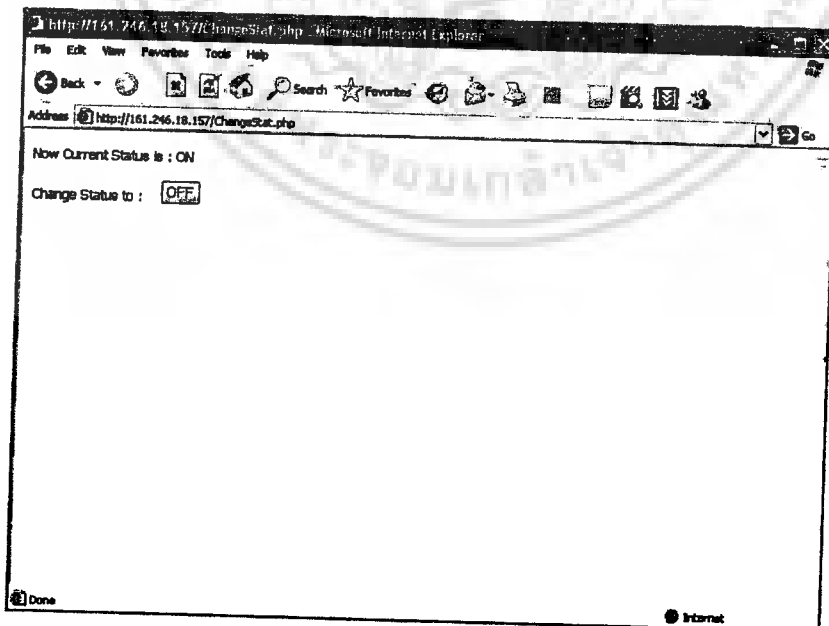 http://161.246.18.157/ChangeStat.php - Microsoft Internet Explorer
File Edit View Favorites Tools Help
Back Search Favorites
Address http://161.246.18.157/ChangeStat.php Go
Now Current Status is : ON
Change Status to : OFF
Done Internet